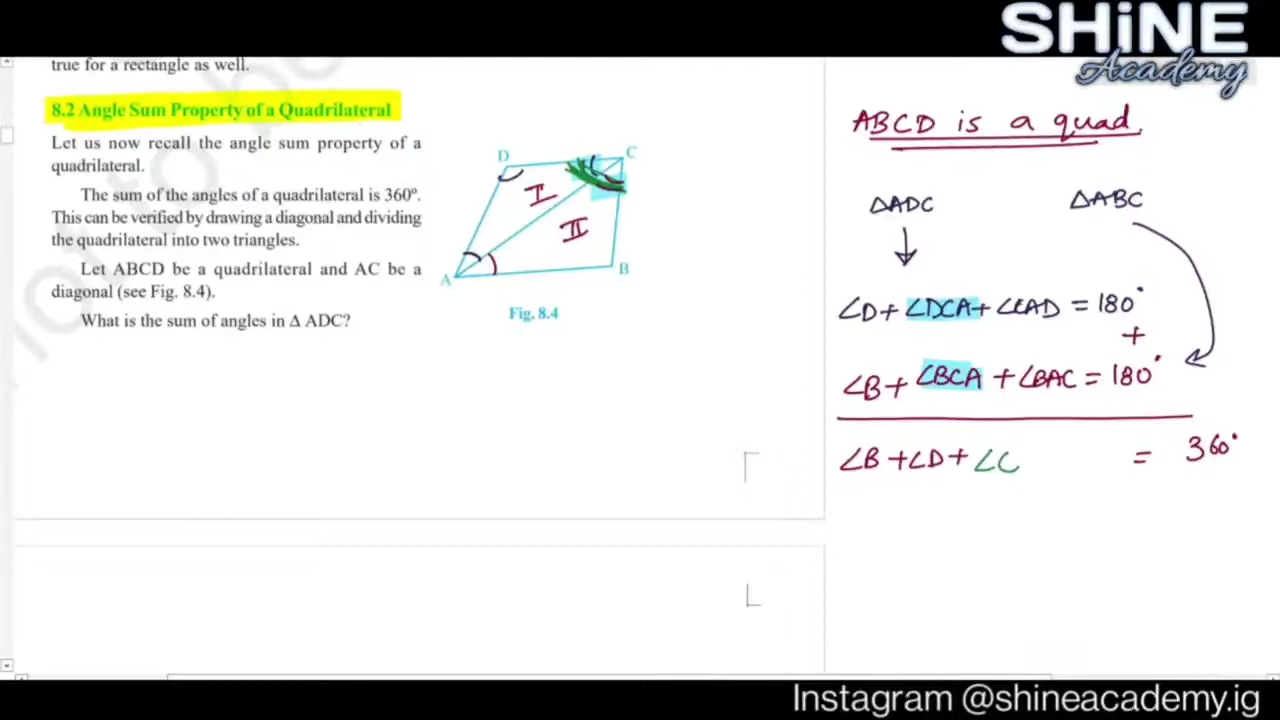 SHiNE
Academy
true for a rectangle as well.
8.2 Angle Sum Property of a Quadrilateral
Let us now recall the angle sum property of a
quadrilateral.
The sum of the angles of a quadrilateral is 360º.
This can be verified by drawing a diagonal and dividing
the quadrilateral into two triangles.
Let ABCD be a quadrilateral and AC be a
diagonal (see Fig. 8.4).
What is the sum of angles in Δ ADC?
D
C
I
II
A
B
Fig. 8.4
ABCD is a quad.
ΔADC ΔABC
∠D + ∠DCA + ∠CAD = 180°
+
∠B + ∠BCA + ∠BAC = 180°
∠B + ∠D + ∠C = 360°
Instagram @shineacademy.ig